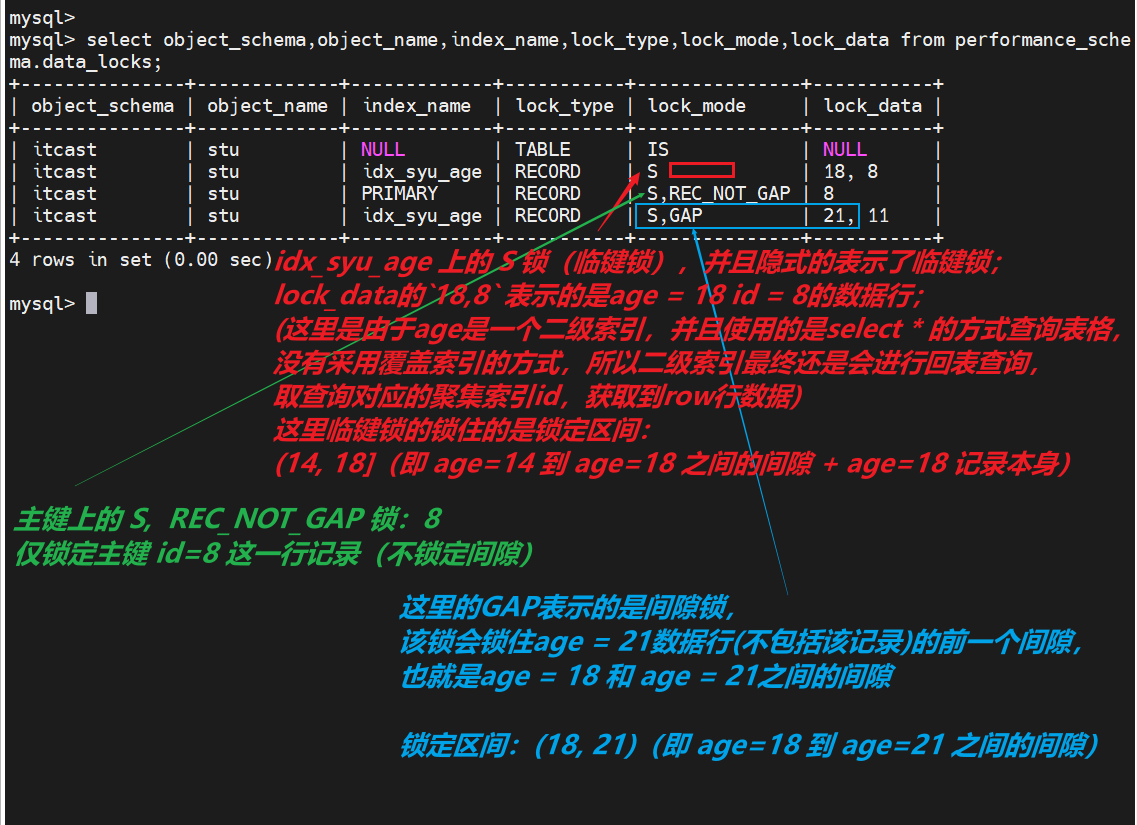 mysql>
mysql> select object_schema,object_name,index_name,lock_type,lock_mode,lock_data from performance_sche
ma.data_locks;
+---------------+-------------+-------------+-----------+---------------+-----------+
| object_schema | object_name | index_name  | lock_type | lock_mode     | lock_data |
+---------------+-------------+-------------+-----------+---------------+-----------+
| itcast        | stu         | NULL        | TABLE     | IS            | NULL      |
| itcast        | stu         | idx_syu_age | RECORD    | S             | 18, 8     |
| itcast        | stu         | PRIMARY     | RECORD    | S,REC_NOT_GAP | 8         |
| itcast        | stu         | idx_syu_age | RECORD    | S,GAP         | 21, 11    |
+---------------+-------------+-------------+-----------+---------------+-----------+
4 rows in set (0.00 sec)
mysql>
idx_syu_age 上的 S 锁（临键锁）, 并且隐式的表示了临键锁;
lock_data的`18,8`表示的是age = 18 id = 8的数据行;
(这里是由于age是一个二级索引，并且使用的是select * 的方式查询表格,
没有采用覆盖索引的方式，所以二级索引最终还是会进行回表查询,
取查询对应的聚集索引id，获取到row行数据)
这里临键锁的锁住的是锁定区间:
(14, 18]（即 age=14 到 age=18 之间的间隙 + age=18 记录本身）
主键上的 S, REC_NOT_GAP 锁：8
仅锁定主键 id=8 这一行记录（不锁定间隙）
这里的GAP表示的是间隙锁,
该锁会锁住age = 21数据行(不包括该记录)的前一个间隙,
也就是age = 18 和 age = 21之间的间隙
锁定区间：(18, 21)（即 age=18 到 age=21 之间的间隙）